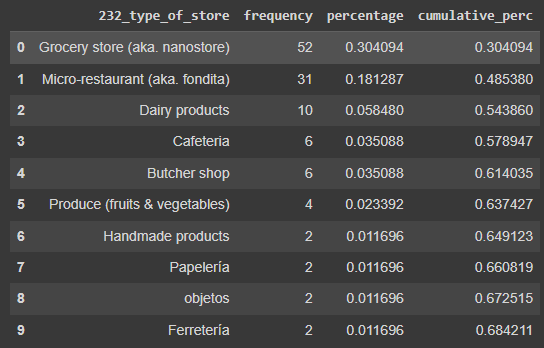 232_type_of_store frequency percentage cumulative_perc
0 Grocery store (aka. nanostore) 52 0.304094 0.304094
1 Micro-restaurant (aka. fondita) 31 0.181287 0.485380
2 Dairy products 10 0.058480 0.543860
3 Cafeteria 6 0.035088 0.578947
4 Butcher shop 6 0.035088 0.614035
5 Produce (fruits & vegetables) 4 0.023392 0.637427
6 Handmade products 2 0.011696 0.649123
7 Papelería 2 0.011696 0.660819
8 objetos 2 0.011696 0.672515
9 Ferretería 2 0.011696 0.684211